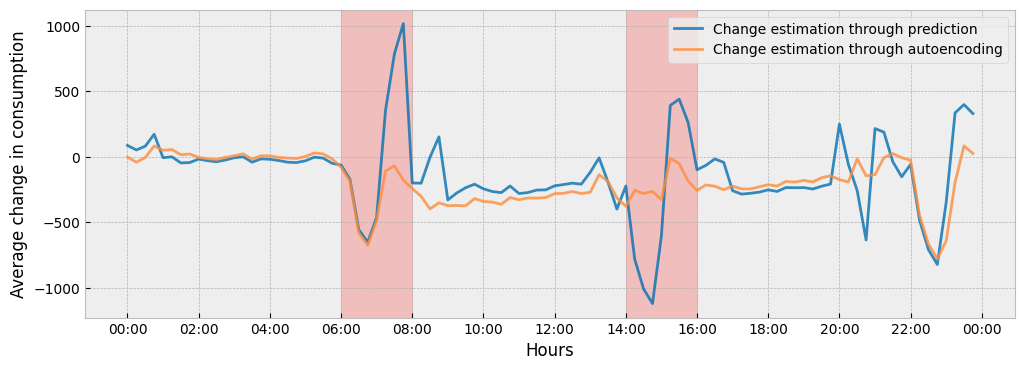 Average change in consumption
1000
500
0
−500
−1000
Change estimation through prediction
Change estimation through autoencoding
00:00 02:00 04:00 06:00 08:00 10:00 12:00 14:00 16:00 18:00 20:00 22:00 00:00
Hours